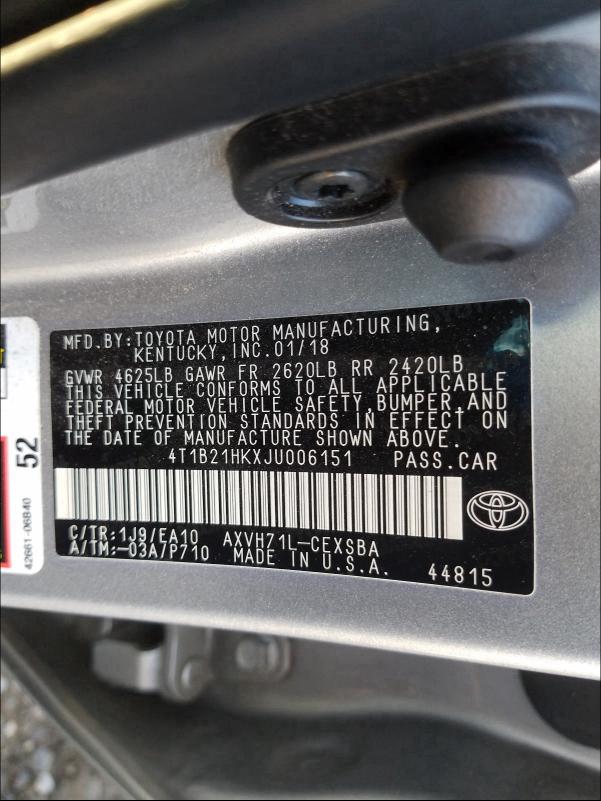 MFD.BY:TOYOTA MOTOR MANUFACTURING,
KENTUCKY, INC.01/18
GVWR 4625LB GAWR FR 2620LB RR 2420LB
THIS VEHICLE CONFORMS TO ALL APPLICABLE
FEDERAL MOTOR VEHICLE SAFETY,BUMPER,AND
THEFT PREVENTION STANDARDS IN EFFECT ON
THE DATE OF MANUFACTURE SHOWN ABOVE.
4T1B21HKXJU006151 PASS.CAR
C/TR:1J9/EA10 AXVH71L-CEXSBA
A/TM:-03A/P710 MADE IN U.S.A. 44815
52
42661-06B40